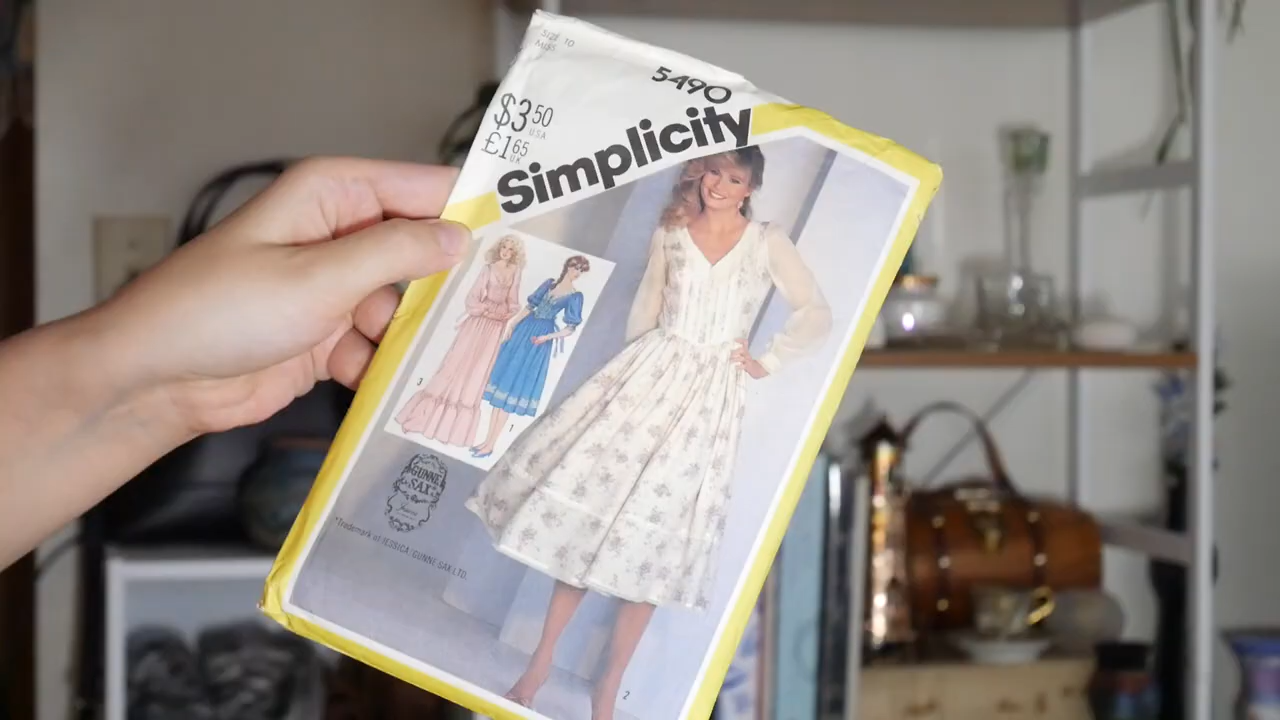 SIZE 10
MISS
5490
$3.50
USA
£1.65
UK
Simplicity
3
1
GUNNE
SAX
*Trademark of JESSICA, GUNNE SAX LTD.
2